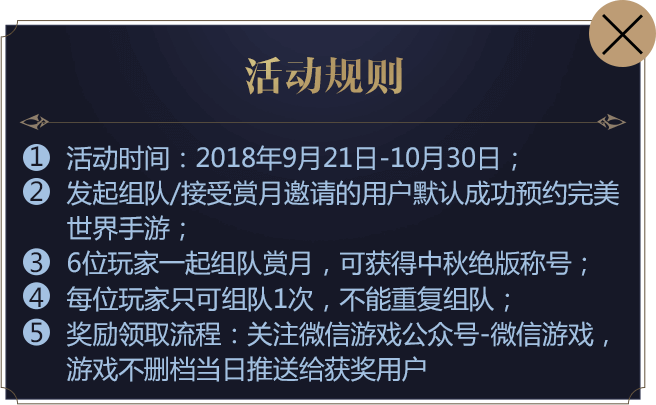 活动规则
1 活动时间：2018年9月21日-10月30日；
2 发起组队/接受赏月邀请的用户默认成功预约完美
世界手游；
3 6位玩家一起组队赏月，可获得中秋绝版称号；
4 每位玩家只可组队1次，不能重复组队；
5 奖励领取流程：关注微信游戏公众号-微信游戏，
游戏不删档当日推送给获奖用户